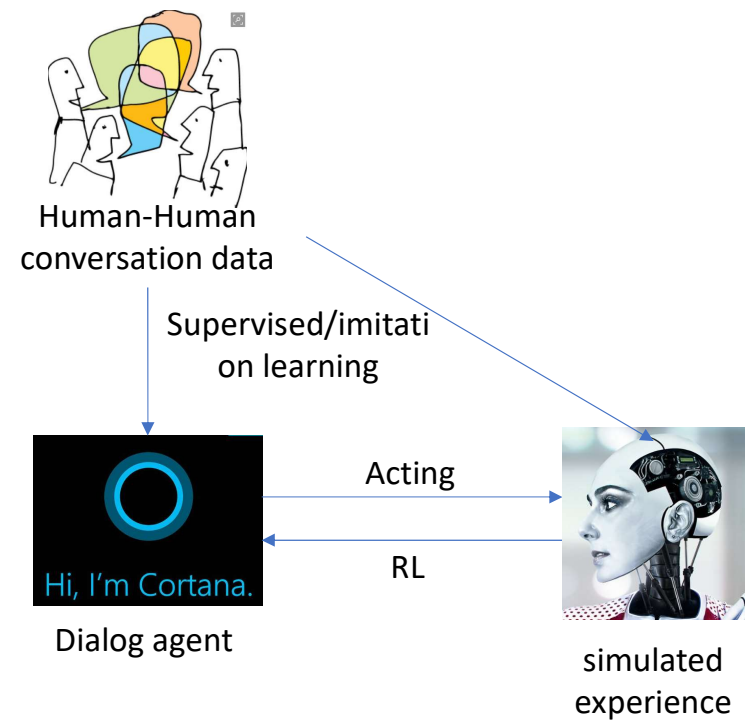 Human-Human
conversation data
Supervised/imitati
on learning
Acting
RL
Hi, I'm Cortana.
Dialog agent
simulated
experience